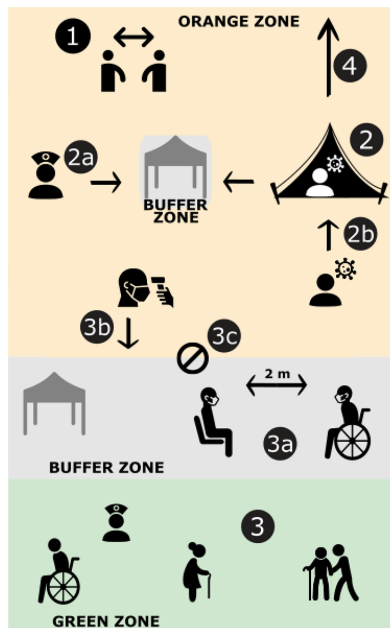 ORANGE ZONE
1
4
2
2a
BUFFER
ZONE
2b
3b
3c
2 m
3a
BUFFER ZONE
3
GREEN ZONE